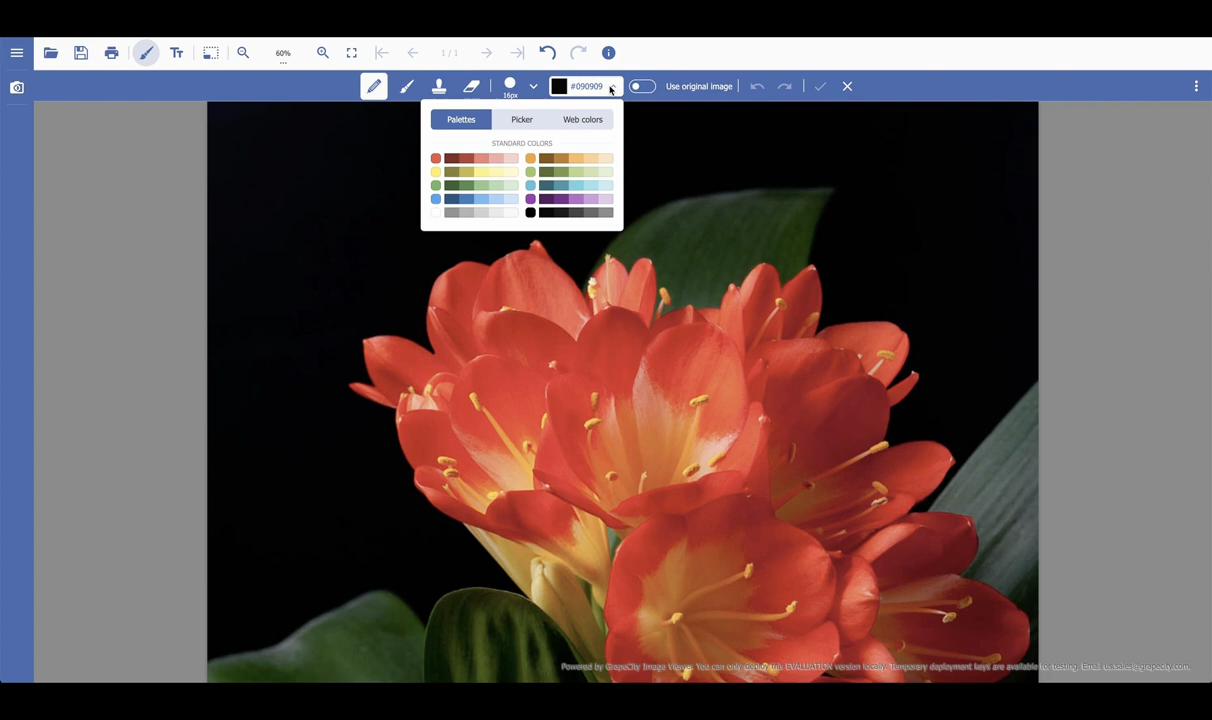 60%
...
1 / 1
16px
#090909
Use original image
Palettes
Picker
Web colors
STANDARD COLORS
Powered by GrapeCity Image Viewer. You can only deploy this EVALUATION version locally. Temporary deployment keys are available for testing. Email us.sales@grapecity.com.